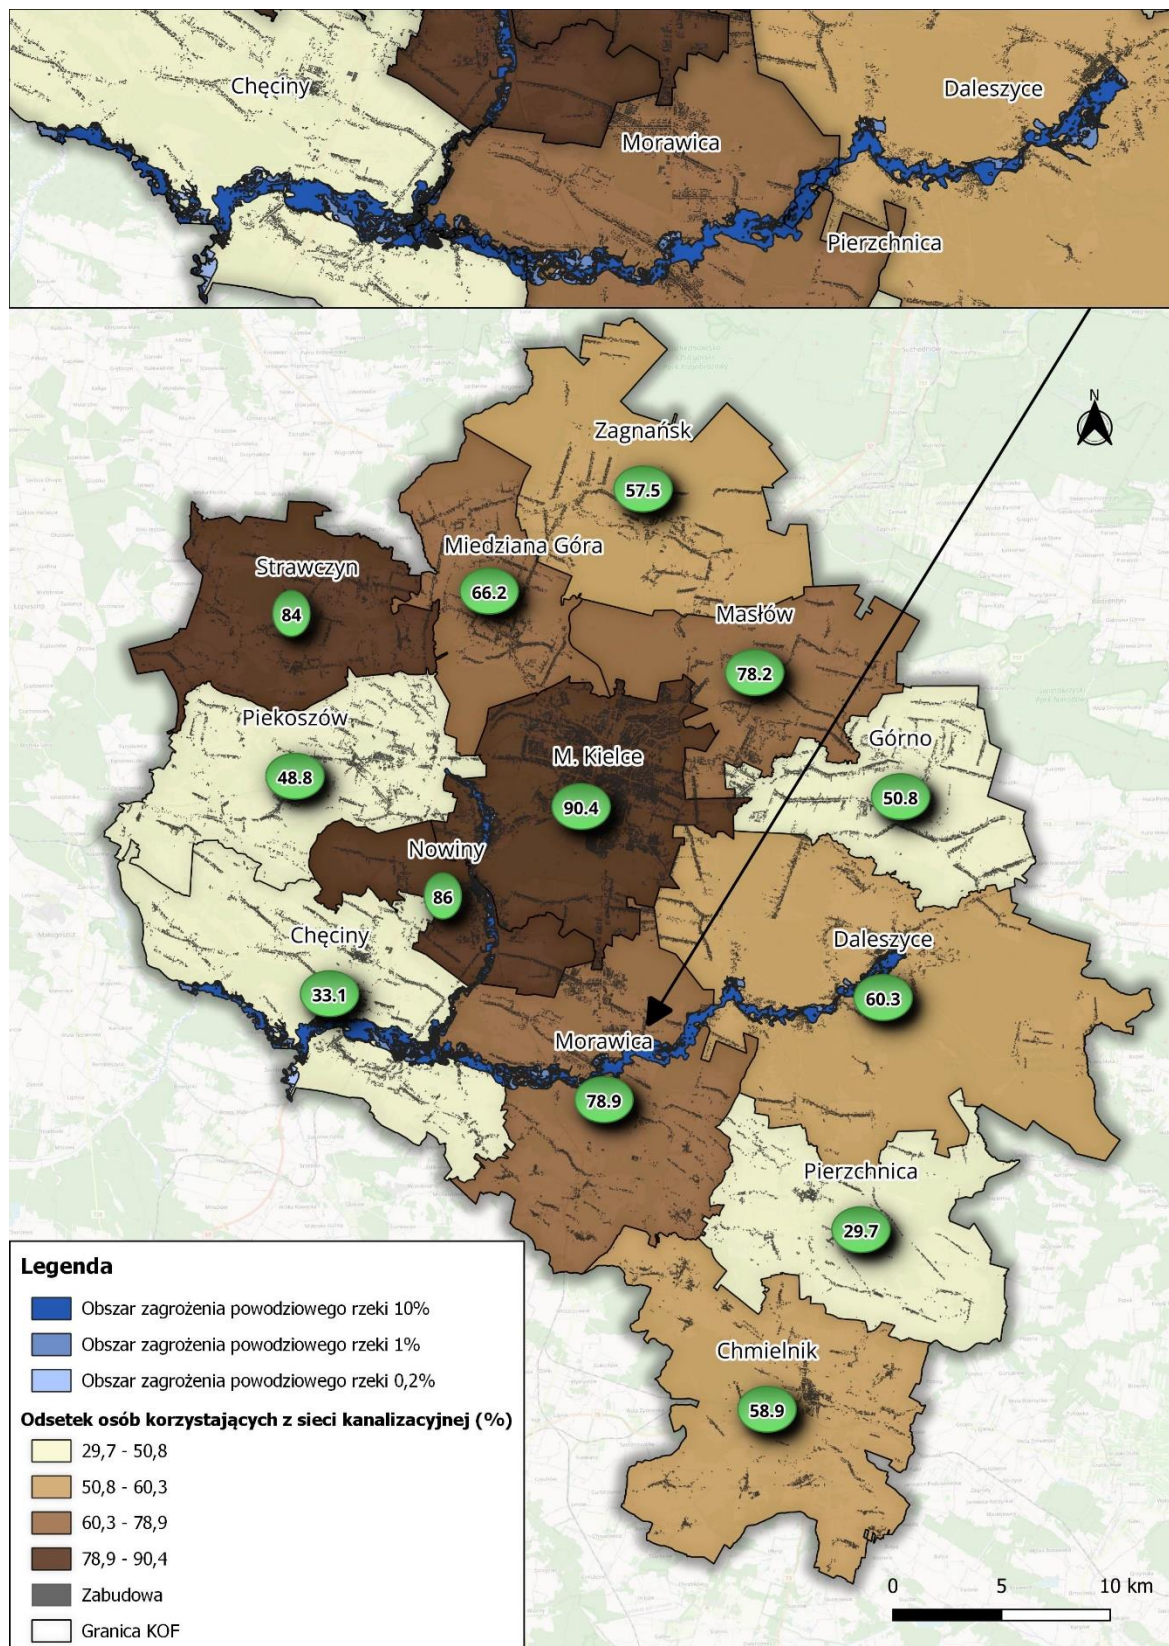 Chęciny
Daleszyce
Morawica
Pierzchnica
N
Zagnańsk
57.5
Miedziana Góra
66.2
Strawczyn
84
Masłów
78.2
Piekoszów
48.8
Górno
50.8
M. Kielce
90.4
Nowiny
86
Chęciny
33.1
Daleszyce
60.3
Morawica
78.9
Pierzchnica
29.7
Chmielnik
58.9
Legenda
Obszar zagrożenia powodziowego rzeki 10%
Obszar zagrożenia powodziowego rzeki 1%
Obszar zagrożenia powodziowego rzeki 0,2%
Odsetek osób korzystających z sieci kanalizacyjnej (%)
29,7 - 50,8
50,8 - 60,3
60,3 - 78,9
78,9 - 90,4
Zabudowa
Granica KOF
0 5 10 km